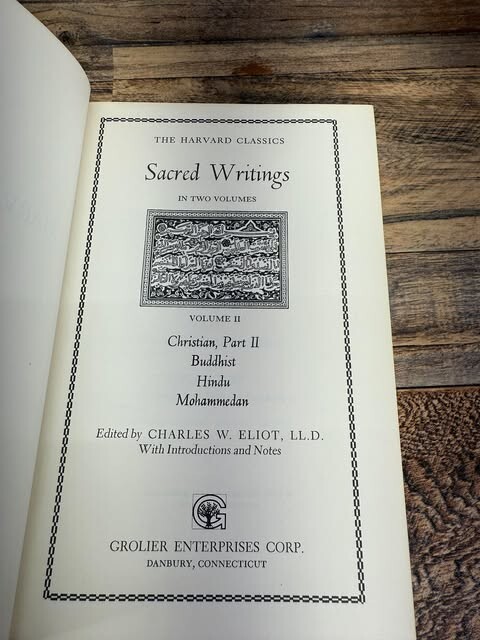 THE HARVARD CLASSICS
Sacred Writings
IN TWO VOLUMES
VOLUME II
Christian, Part II
Buddhist
Hindu
Mohammedan
Edited by CHARLES W. ELIOT, LL.D.
With Introductions and Notes
G
GROLIER ENTERPRISES CORP.
DANBURY, CONNECTICUT